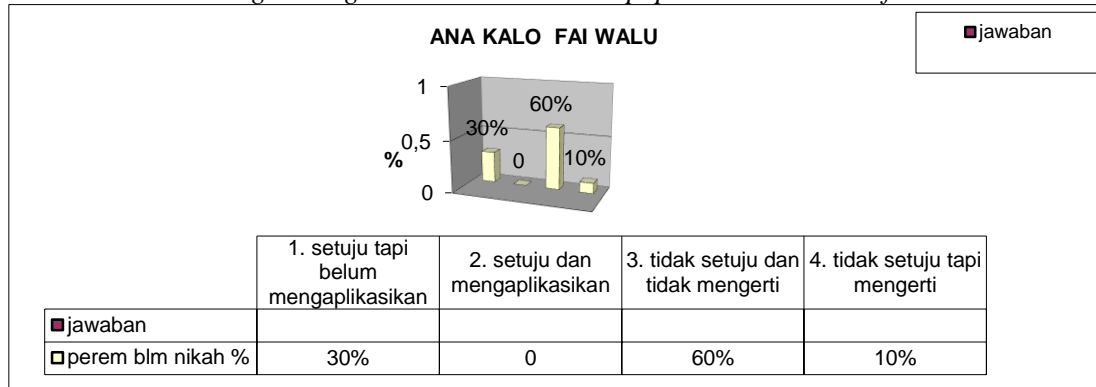 ANA KALO FAI WALU
jawaban
1
0,5
0
%
30%
0
60%
10%
1. setuju tapi
belum
mengaplikasikan
2. setuju dan
mengaplikasikan
3. tidak setuju dan
tidak mengerti
4. tidak setuju tapi
mengerti
jawaban
perem blm nikah % 30% 0 60% 10%